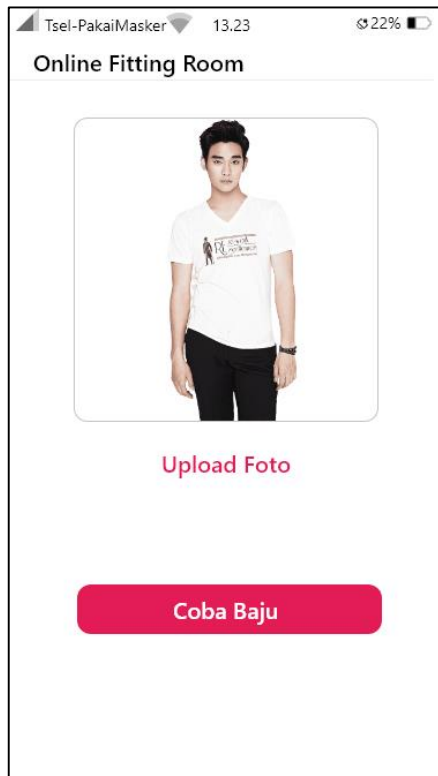 Tsel-PakaiMasker 13.23 22%
Online Fitting Room
Upload Foto
Coba Baju